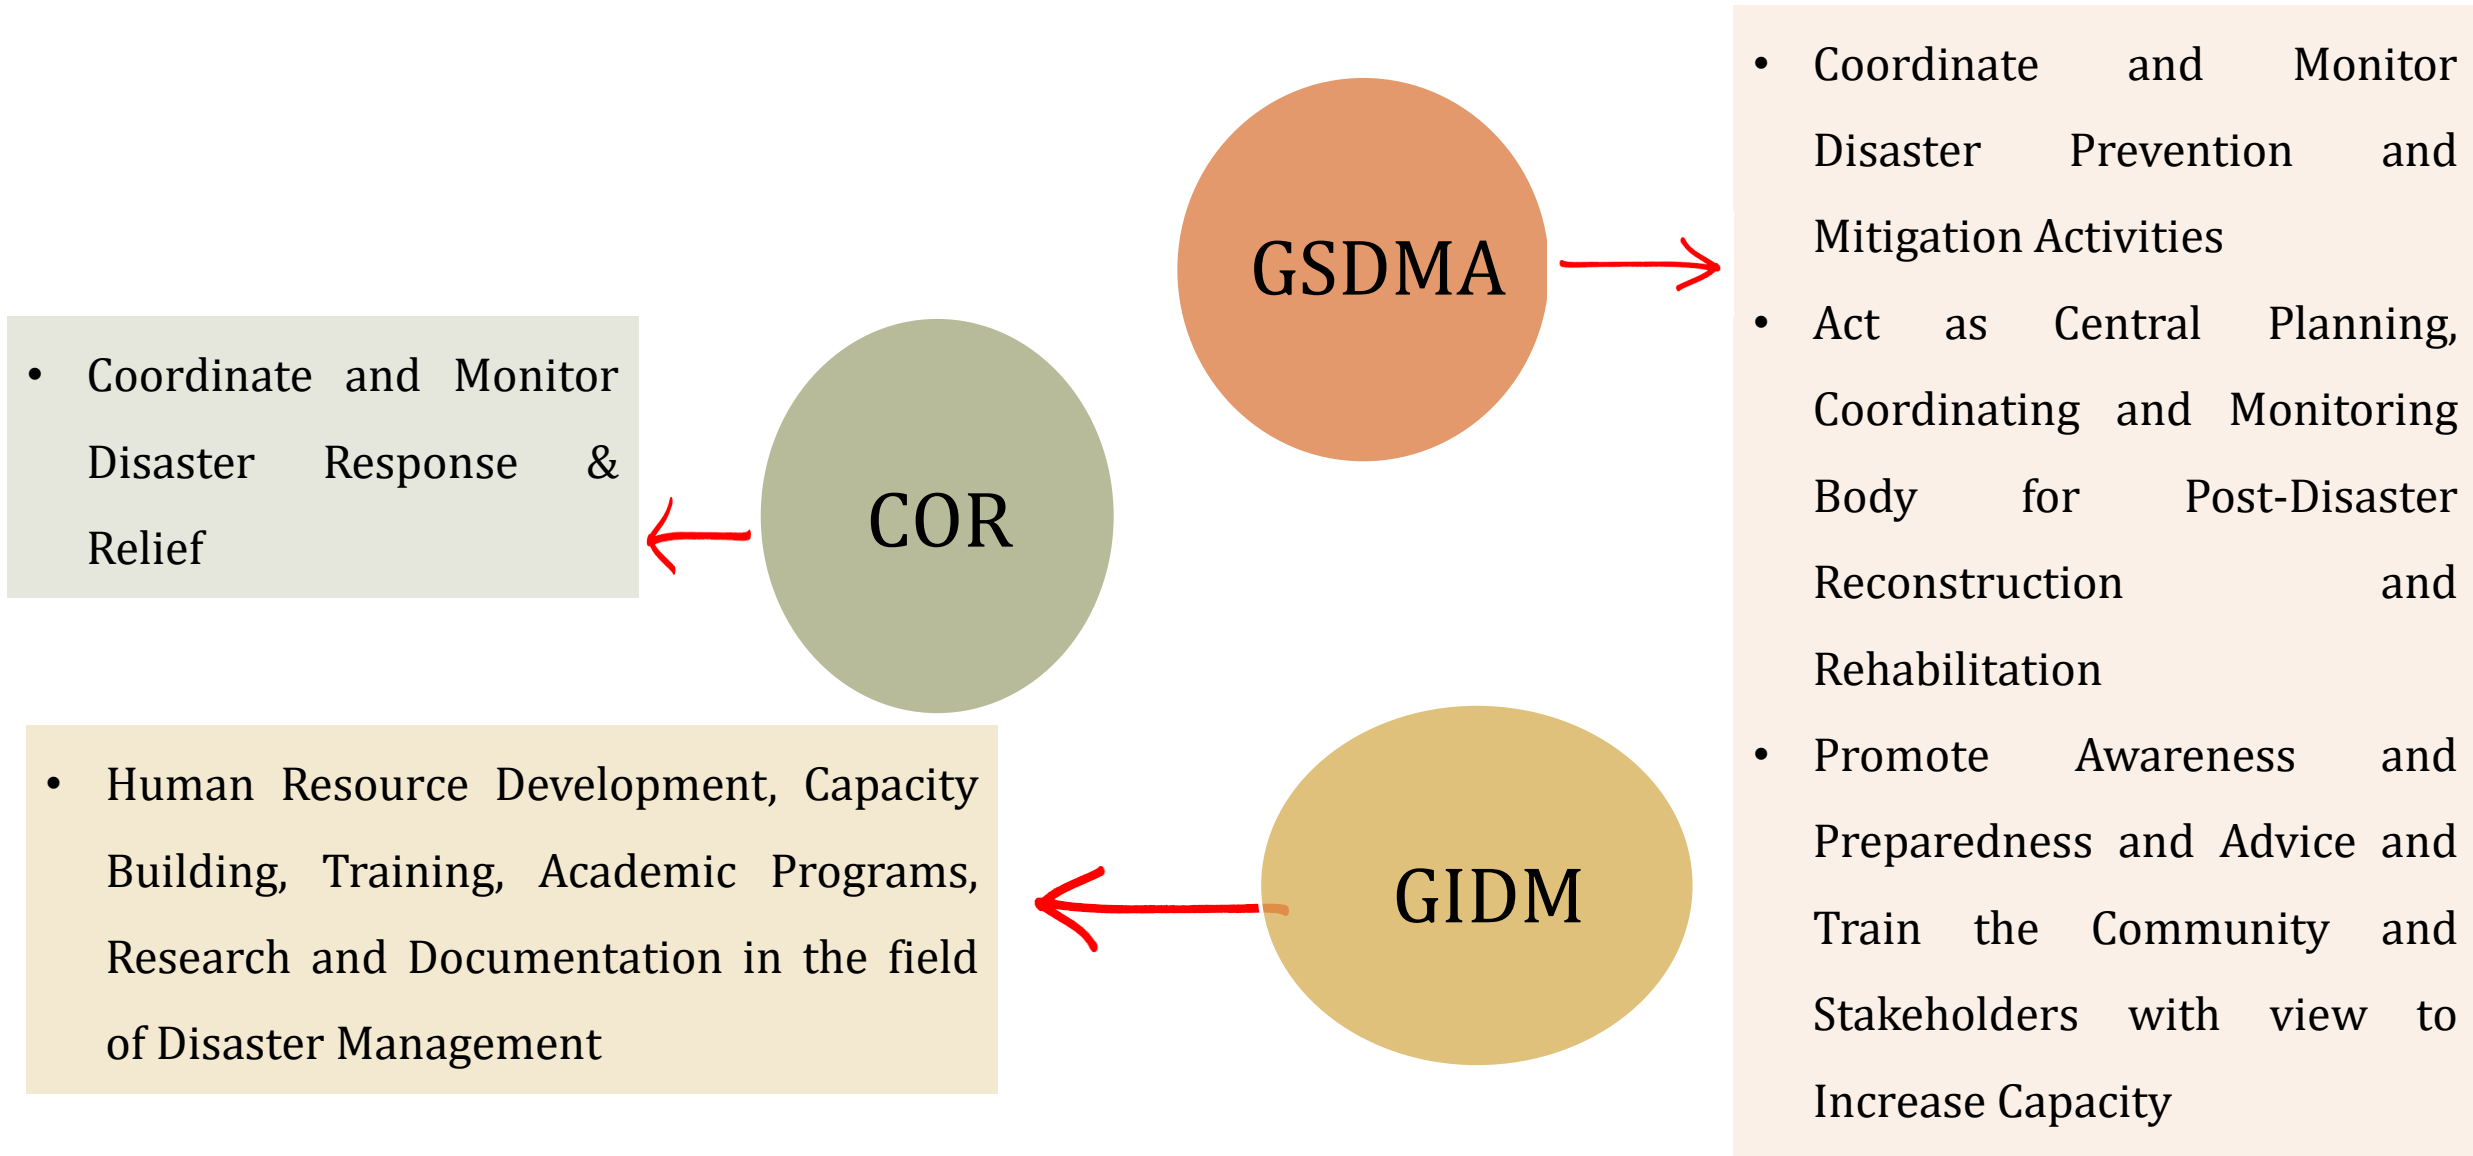 GSDMA
• Coordinate and Monitor
Disaster Prevention and
Mitigation Activities
• Act as Central Planning,
Coordinating and Monitoring
Body for Post-Disaster
Reconstruction and
Rehabilitation
• Promote Awareness and
Preparedness and Advice and
Train the Community and
Stakeholders with view to
Increase Capacity
COR
• Coordinate and Monitor
Disaster Response &
Relief
GIDM
• Human Resource Development, Capacity
Building, Training, Academic Programs,
Research and Documentation in the field
of Disaster Management